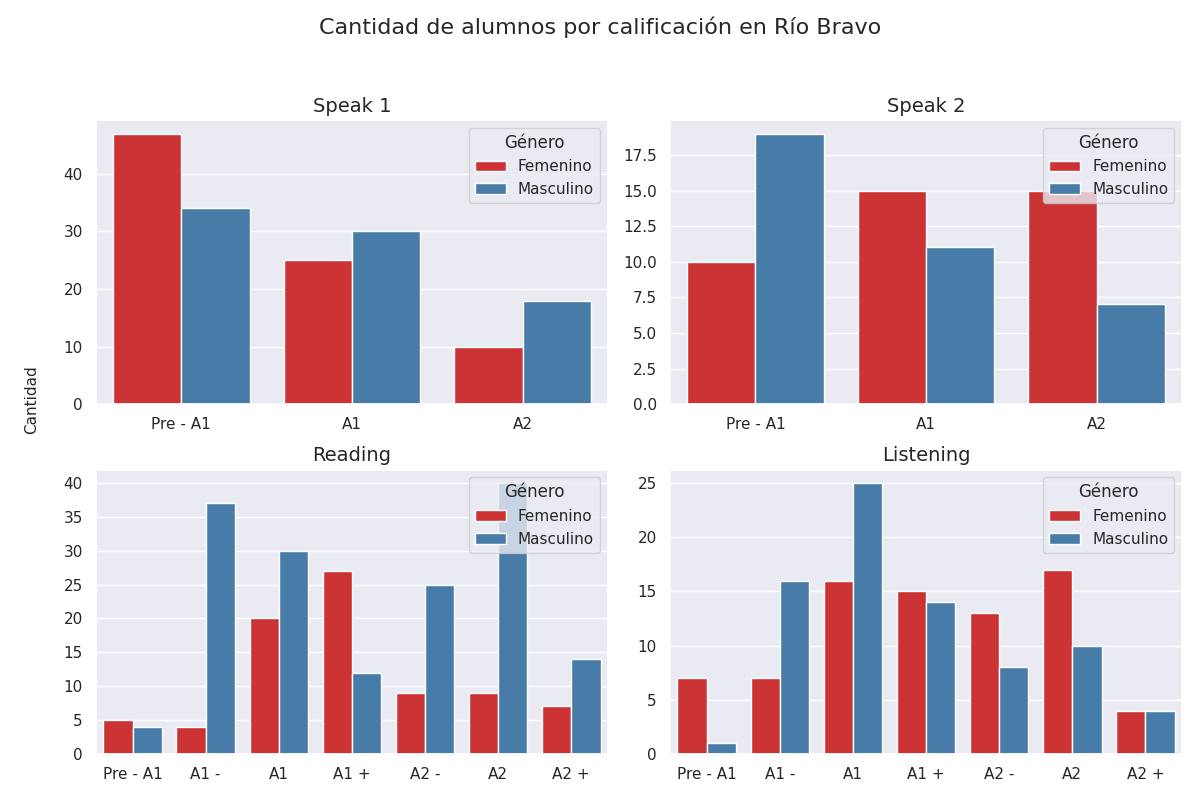 Cantidad de alumnos por calificación en Río Bravo
Cantidad
Speak 1
Género
Femenino
Masculino
40
30
20
10
0
Pre - A1 A1 A2
Speak 2
Género
Femenino
Masculino
17.5
15.0
12.5
10.0
7.5
5.0
2.5
0.0
Pre - A1 A1 A2
Reading
Género
Femenino
Masculino
40
35
30
25
20
15
10
5
0
Pre - A1 A1 - A1 A1 + A2 - A2 A2 +
Listening
Género
Femenino
Masculino
25
20
15
10
5
0
Pre - A1 A1 - A1 A1 + A2 - A2 A2 +